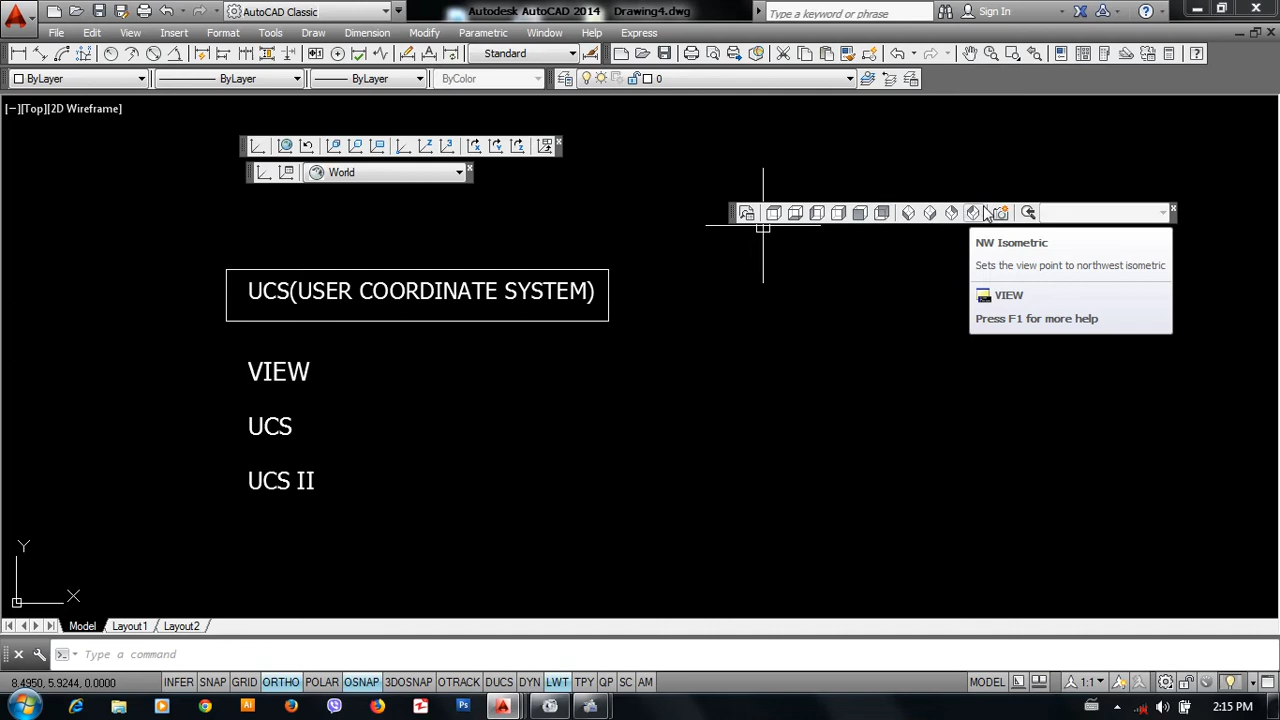 AutoCAD Classic
Autodesk AutoCAD 2014 Drawing4.dwg
Type a keyword or phrase
Sign In
File Edit View Insert Format Tools Draw Dimension Modify Parametric Window Help Express
Standard
ByLayer ByLayer ByLayer ByColor 0
[−][Top][2D Wireframe]
World
NW Isometric
Sets the view point to northwest isometric
VIEW
Press F1 for more help
UCS(USER COORDINATE SYSTEM)
VIEW
UCS
UCS II
Y
X
Model Layout1 Layout2
Type a command
8.4950, 5.9244, 0.0000 INFER SNAP GRID ORTHO POLAR OSNAP 3DOSNAP OTRACK DUCS DYN LWT TPY QP SC AM MODEL 1:1
2:15 PM